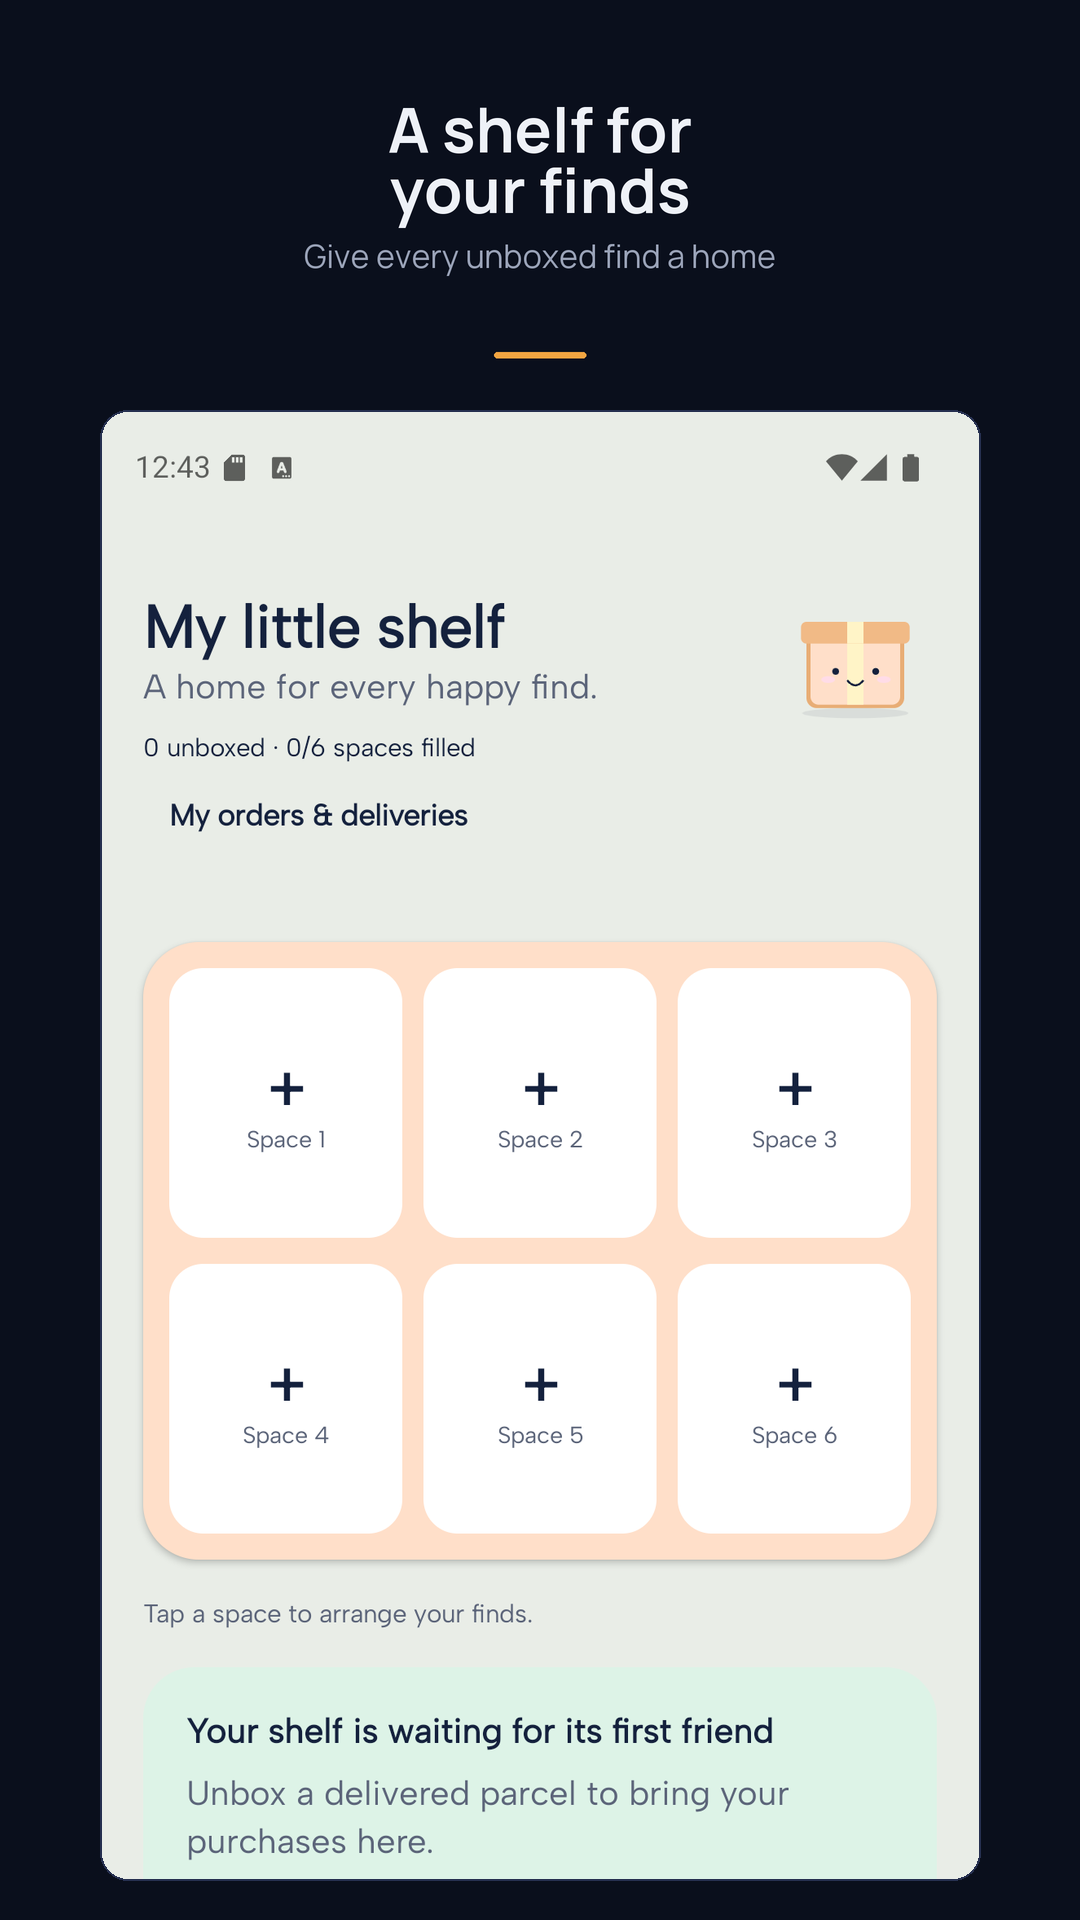 A shelf for
your finds
Give every unboxed find a home
12:43
A
My little shelf
A home for every happy find.
0 unboxed · 0/6 spaces filled
My orders & deliveries
+ + +
Space 1 Space 2 Space 3
+ + +
Space 4 Space 5 Space 6
Tap a space to arrange your finds.
Your shelf is waiting for its first friend
Unbox a delivered parcel to bring your
purchases here.